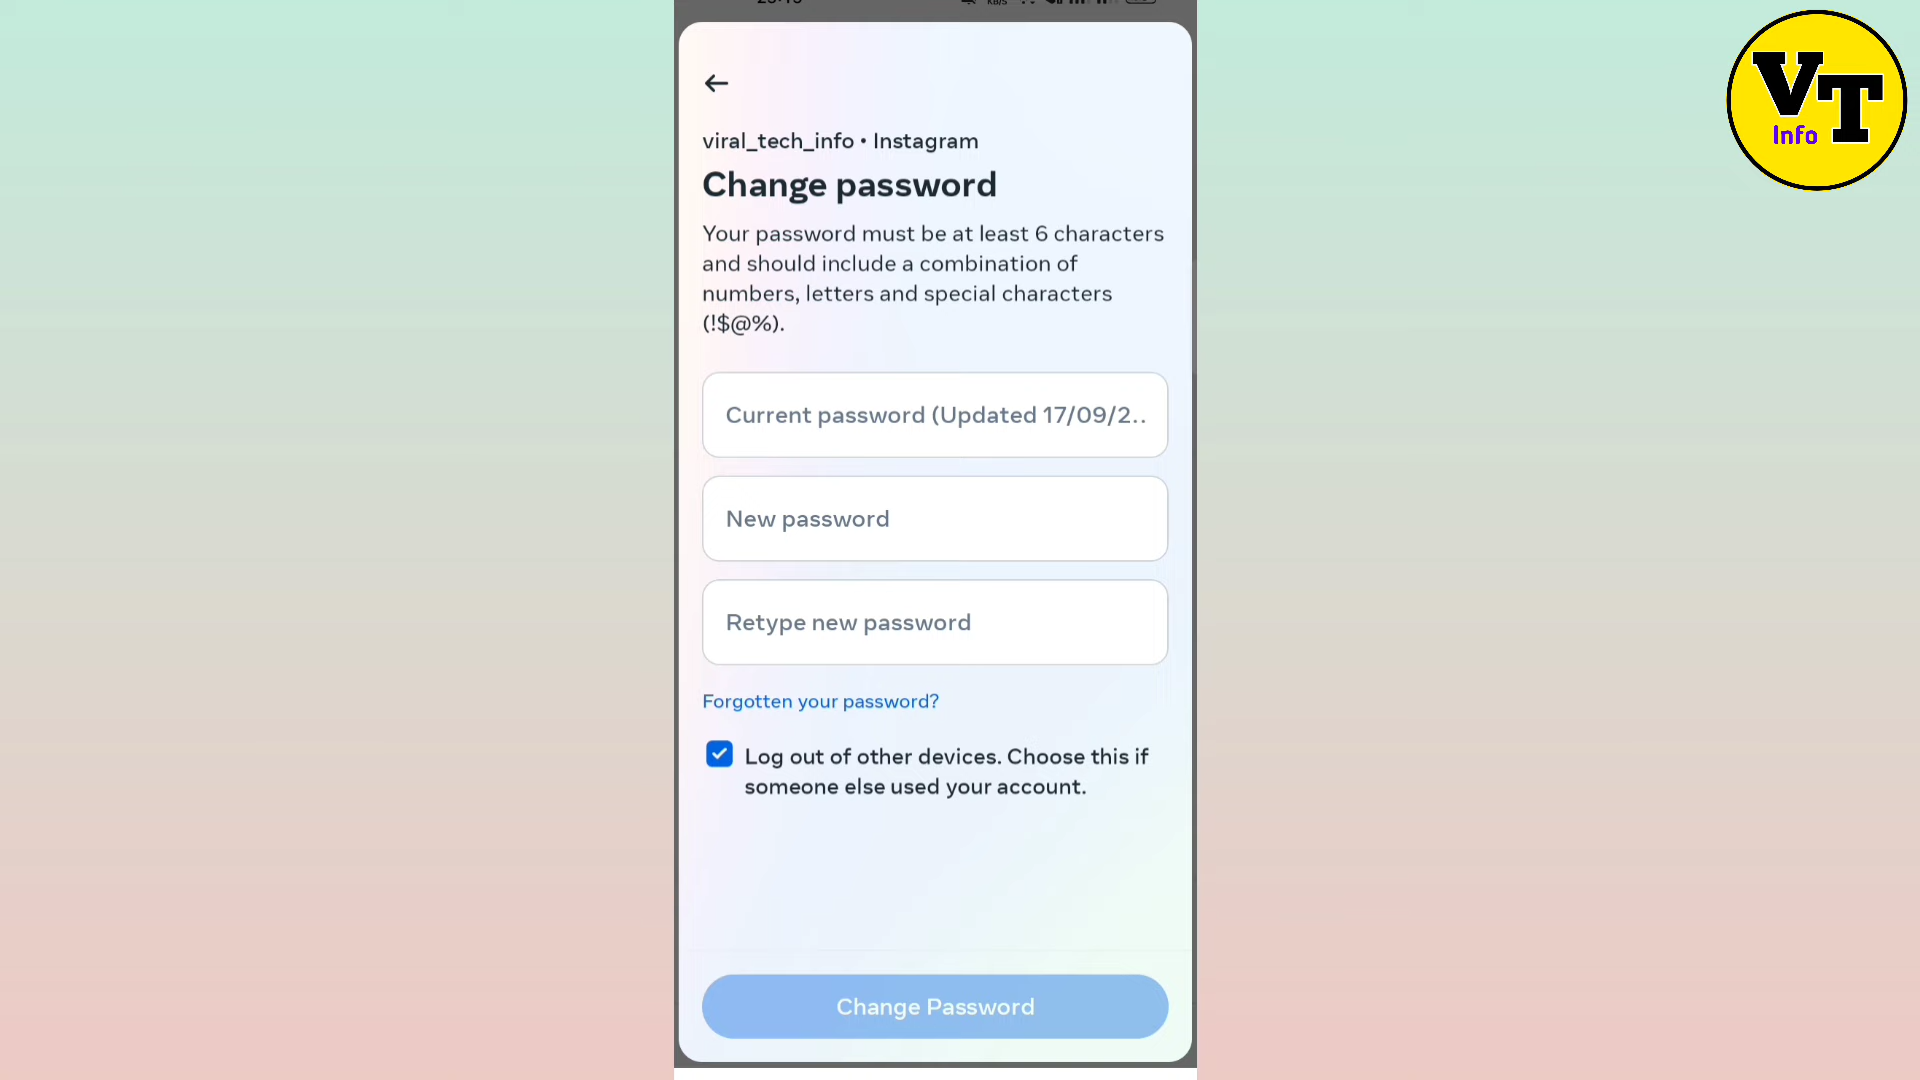 KB/S
viral_tech_info • Instagram
Change password
Your password must be at least 6 characters
and should include a combination of
numbers, letters and special characters
(!$@%).
Current password (Updated 17/09/2..
New password
Retype new password
Forgotten your password?
Log out of other devices. Choose this if
someone else used your account.
Change Password
VT
Info